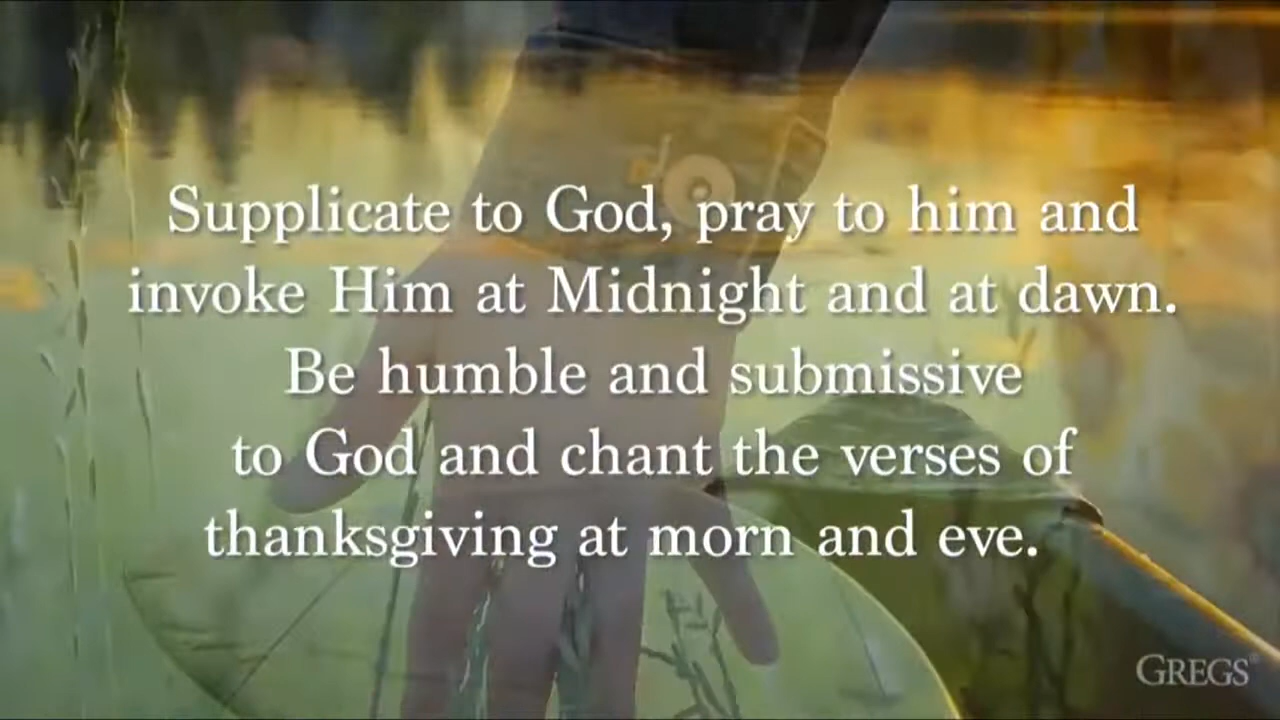 Supplicate to God, pray to him and
invoke Him at Midnight and at dawn.
Be humble and submissive
to God and chant the verses of
thanksgiving at morn and eve.
GREGS®